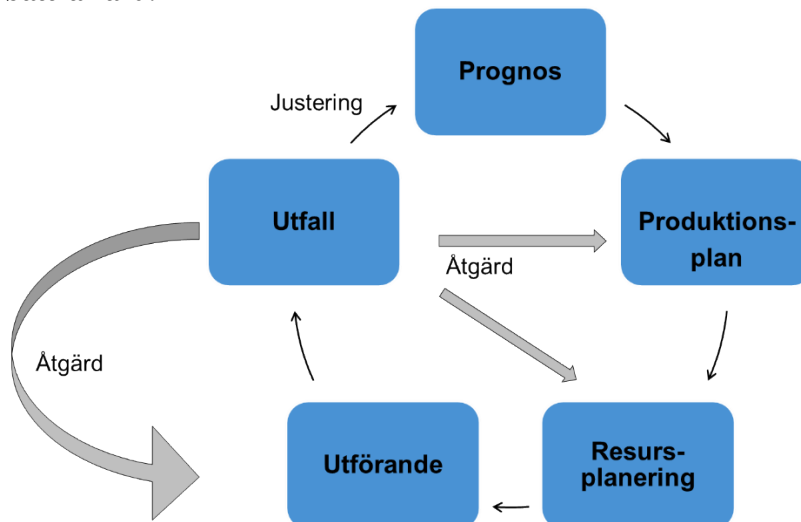 Prognos
Justering
Utfall
Produktions-
plan
Åtgärd
Åtgärd
Utförande
Resurs-
planering